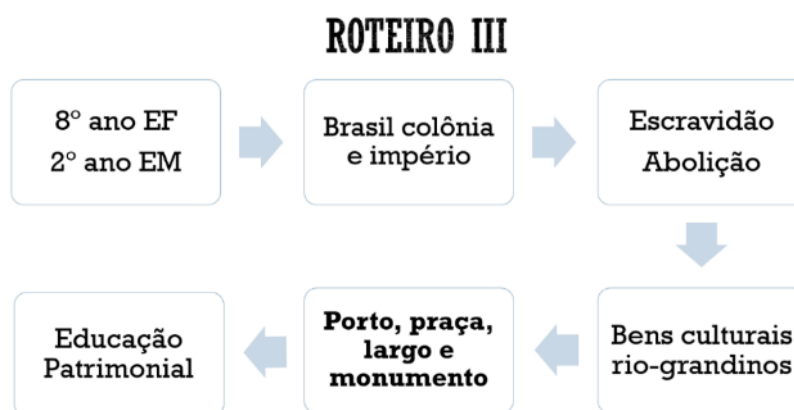 ROTEIRO III
8º ano EF
2º ano EM
Brasil colônia
e império
Escravidão
Abolição
Bens culturais
rio-grandinos
Porto, praça,
largo e
monumento
Educação
Patrimonial